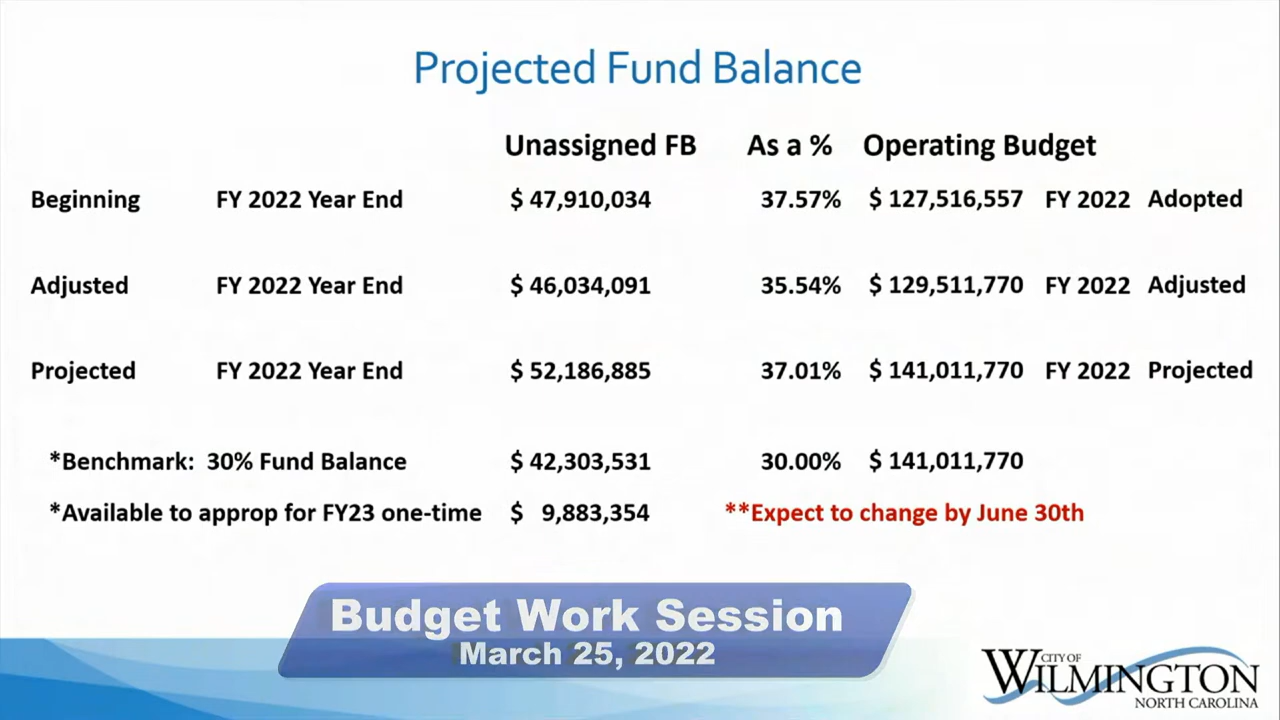 Projected Fund Balance
Unassigned FB As a % Operating Budget
Beginning FY 2022 Year End $ 47,910,034 37.57% $ 127,516,557 FY 2022 Adopted
Adjusted FY 2022 Year End $ 46,034,091 35.54% $ 129,511,770 FY 2022 Adjusted
Projected FY 2022 Year End $ 52,186,885 37.01% $ 141,011,770 FY 2022 Projected
*Benchmark: 30% Fund Balance $ 42,303,531 30.00% $ 141,011,770
*Available to approp for FY23 one-time $ 9,883,354 **Expect to change by June 30th
Budget Work Session
March 25, 2022
CITY OF
WILMINGTON
NORTH CAROLINA